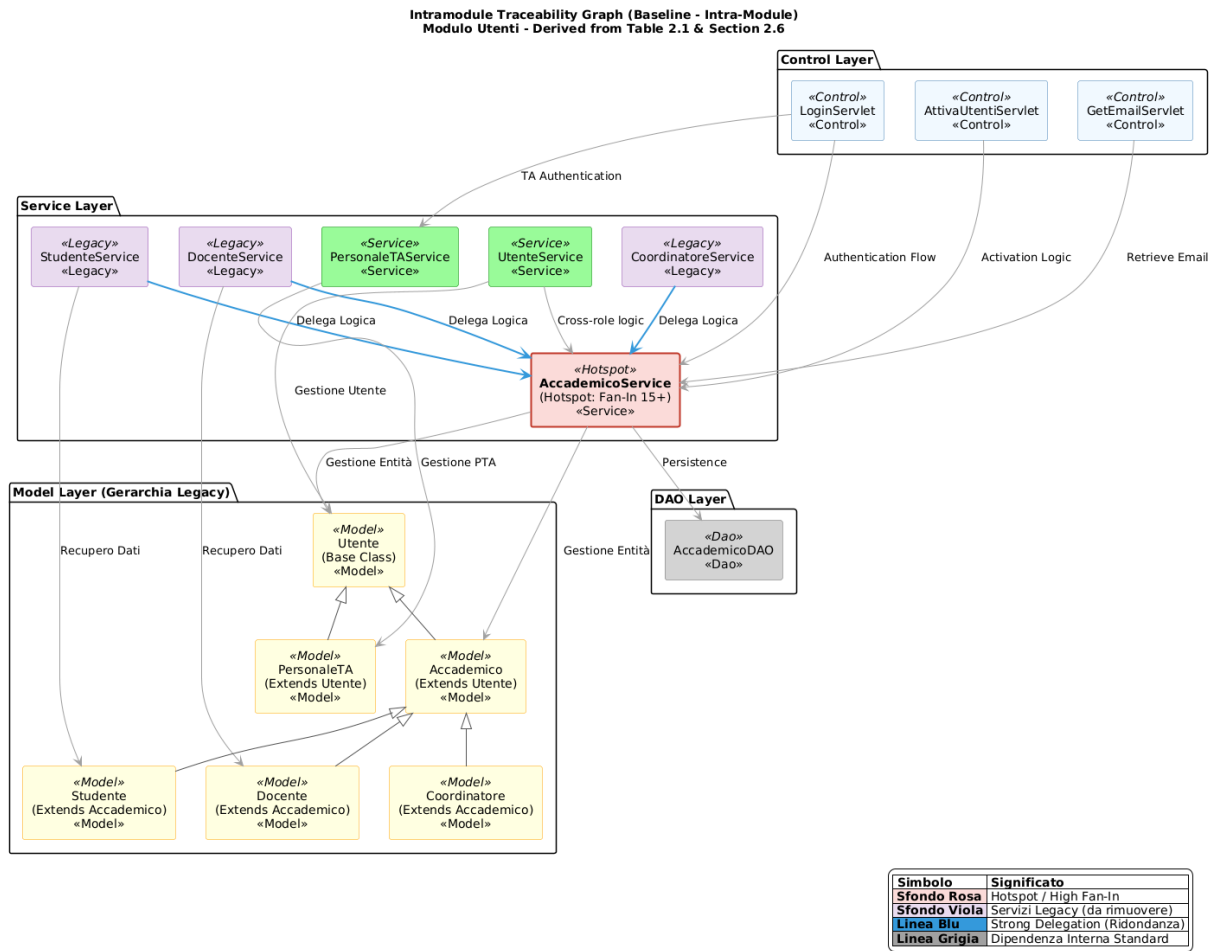 Intramodule Traceability Graph (Baseline - Intra-Module)
Modulo Utenti - Derived from Table 2.1 & Section 2.6
Control Layer
«Control»
LoginServlet
«Control»
«Control»
AttivaUtentiServlet
«Control»
«Control»
GetEmailServlet
«Control»
TA Authentication
Service Layer
«Legacy»
StudenteService
«Legacy»
«Legacy»
DocenteService
«Legacy»
«Service»
PersonaleTAService
«Service»
«Service»
UtenteService
«Service»
«Legacy»
CoordinatoreService
«Legacy»
Authentication Flow
Activation Logic
Retrieve Email
Delega Logica
Delega Logica
Cross-role logic
Delega Logica
«Hotspot»
AccademicoService
(Hotspot: Fan-In 15+)
«Service»
Gestione Utente
Gestione Entità
Gestione PTA
Persistence
Model Layer (Gerarchia Legacy)
DAO Layer
«Model»
Utente
(Base Class)
«Model»
«Dao»
AccademicoDAO
«Dao»
Recupero Dati
Recupero Dati
Gestione Entità
«Model»
PersonaleTA
(Extends Utente)
«Model»
«Model»
Accademico
(Extends Utente)
«Model»
«Model»
Studente
(Extends Accademico)
«Model»
«Model»
Docente
(Extends Accademico)
«Model»
«Model»
Coordinatore
(Extends Accademico)
«Model»
Simbolo Significato
Sfondo Rosa Hotspot / High Fan-In
Sfondo Viola Servizi Legacy (da rimuovere)
Linea Blu Strong Delegation (Ridondanza)
Linea Grigia Dipendenza Interna Standard